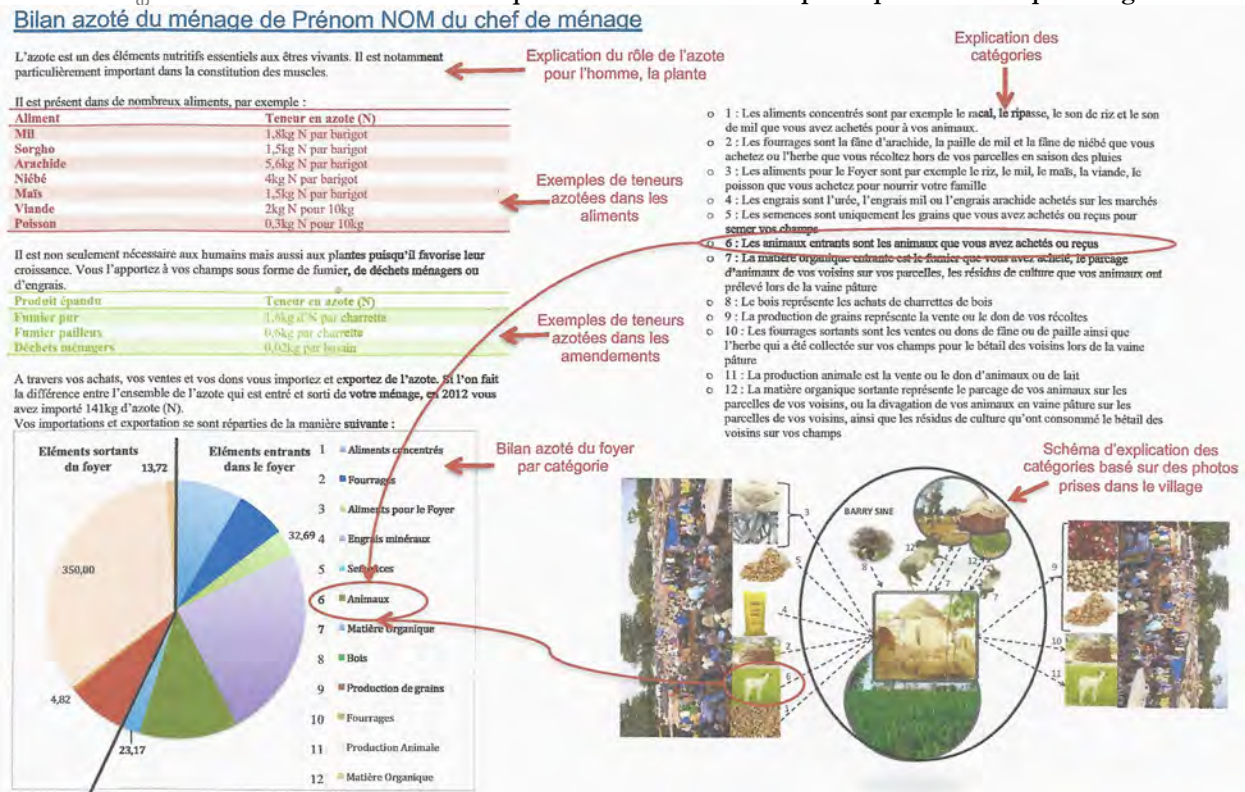 Bilan azoté du ménage de Prénom NOM du chef de ménage
L'azote est un des éléments nutritifs essentiels aux êtres vivants. Il est notamment
particulièrement important dans la constitution des muscles.
Explication du rôle de l'azote
pour l'homme, la plante
Il est présent dans de nombreux aliments, par exemple :
Aliment Teneur en azote (N)
Mil 1,8kg N par barigot
Sorgho 1,5kg N par barigot
Arachide 5,6kg N par barigot
Niébé 4kg N par barigot
Maïs 1,5kg N par barigot
Viande 2kg N pour 10kg
Poisson 0,3kg N pour 10kg
Exemples de teneurs
azotées dans les
aliments
Il est non seulement nécessaire aux humains mais aussi aux plantes puisqu'il favorise leur
croissance. Vous l'apportez à vos champs sous forme de fumier, de déchets ménagers ou
d'engrais.
Produit épandu Teneur en azote (N)
Fumier pur 1,6kg d'N par charrette
Fumier pailleux 0,6kg par charrette
Déchets ménagers 0,02kg par bassin
Exemples de teneurs
azotées dans les
amendements
A travers vos achats, vos ventes et vos dons vous importez et exportez de l'azote. Si l'on fait
la différence entre l'ensemble de l'azote qui est entré et sorti de votre ménage, en 2012 vous
avez importé 141kg d'azote (N).
Vos importations et exportation se sont réparties de la manière suivante :
Eléments sortants
du foyer
Eléments entrants
dans le foyer
13,72
32,69
350,00
4,82
23,17
1 Aliments concentrés
2 Fourrages
3 Aliments pour le Foyer
4 Engrais minéraux
5 Semences
6 Animaux
7 Matière Organique
8 Bois
9 Production de grains
10 Fourrages
11 Production Animale
12 Matière Organique
Bilan azoté du foyer
par catégorie
Explication des
catégories
o 1 : Les aliments concentrés sont par exemple le mcal, le ripasse, le son de riz et le son
de mil que vous avez achetés pour à vos animaux.
o 2 : Les fourrages sont la fâne d'arachide, la paille de mil et la fâne de niébé que vous
achetez ou l'herbe que vous récoltez hors de vos parcelles en saison des pluies
o 3 : Les aliments pour le Foyer sont par exemple le riz, le mil, le maïs, la viande, le
poisson que vous achetez pour nourrir votre famille
o 4 : Les engrais sont l'urée, l'engrais mil ou l'engrais arachide achetés sur les marchés
o 5 : Les semences sont uniquement les grains que vous avez achetés ou reçus pour
semer vos champs
o 6 : Les animaux entrants sont les animaux que vous avez achetés ou reçus
o 7 : La matière organique entrante est le fumier que vous avez acheté, le parcage
d'animaux de vos voisins sur vos parcelles, les résidus de culture que vos animaux ont
prélevé lors de la vaine pâture
o 8 : Le bois représente les achats de charrettes de bois
o 9 : La production de grains représente la vente ou le don de vos récoltes
o 10 : Les fourrages sortants sont les ventes ou dons de fâne ou de paille ainsi que
l'herbe qui a été collectée sur vos champs pour le bétail des voisins lors de la vaine
pâture
o 11 : La production animale est la vente ou le don d'animaux ou de lait
o 12 : La matière organique sortante représente le parcage de vos animaux sur les
parcelles de vos voisins, ou la divagation de vos animaux en vaine pâture sur les
parcelles de vos voisins, ainsi que les résidus de culture qu'ont consommé le bétail des
voisins sur vos champs
Schéma d'explication des
catégories basé sur des photos
prises dans le village
BARRY SINE
3
5
4
2
6
1
8
12
7
12
7
9
10
11